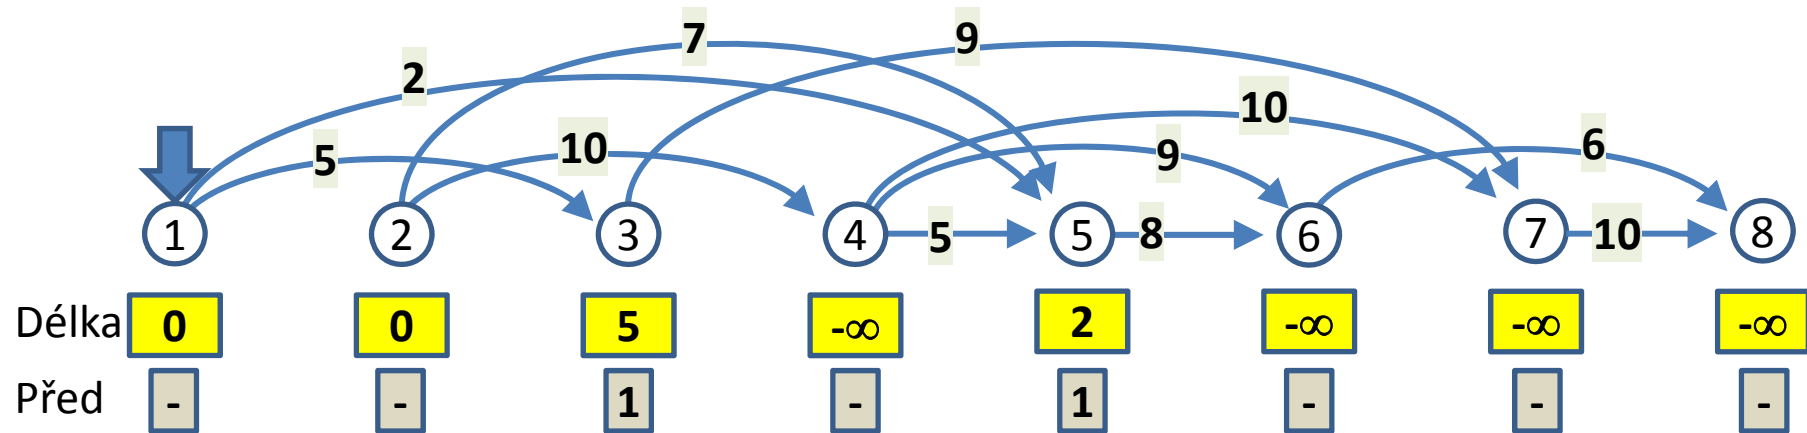 7 9
2 10
5 10 9 6
1 2 3 4 5 5 8 6 7 10 8
Délka 0 0 5 -∞ 2 -∞ -∞ -∞
Před - - 1 - 1 - - -